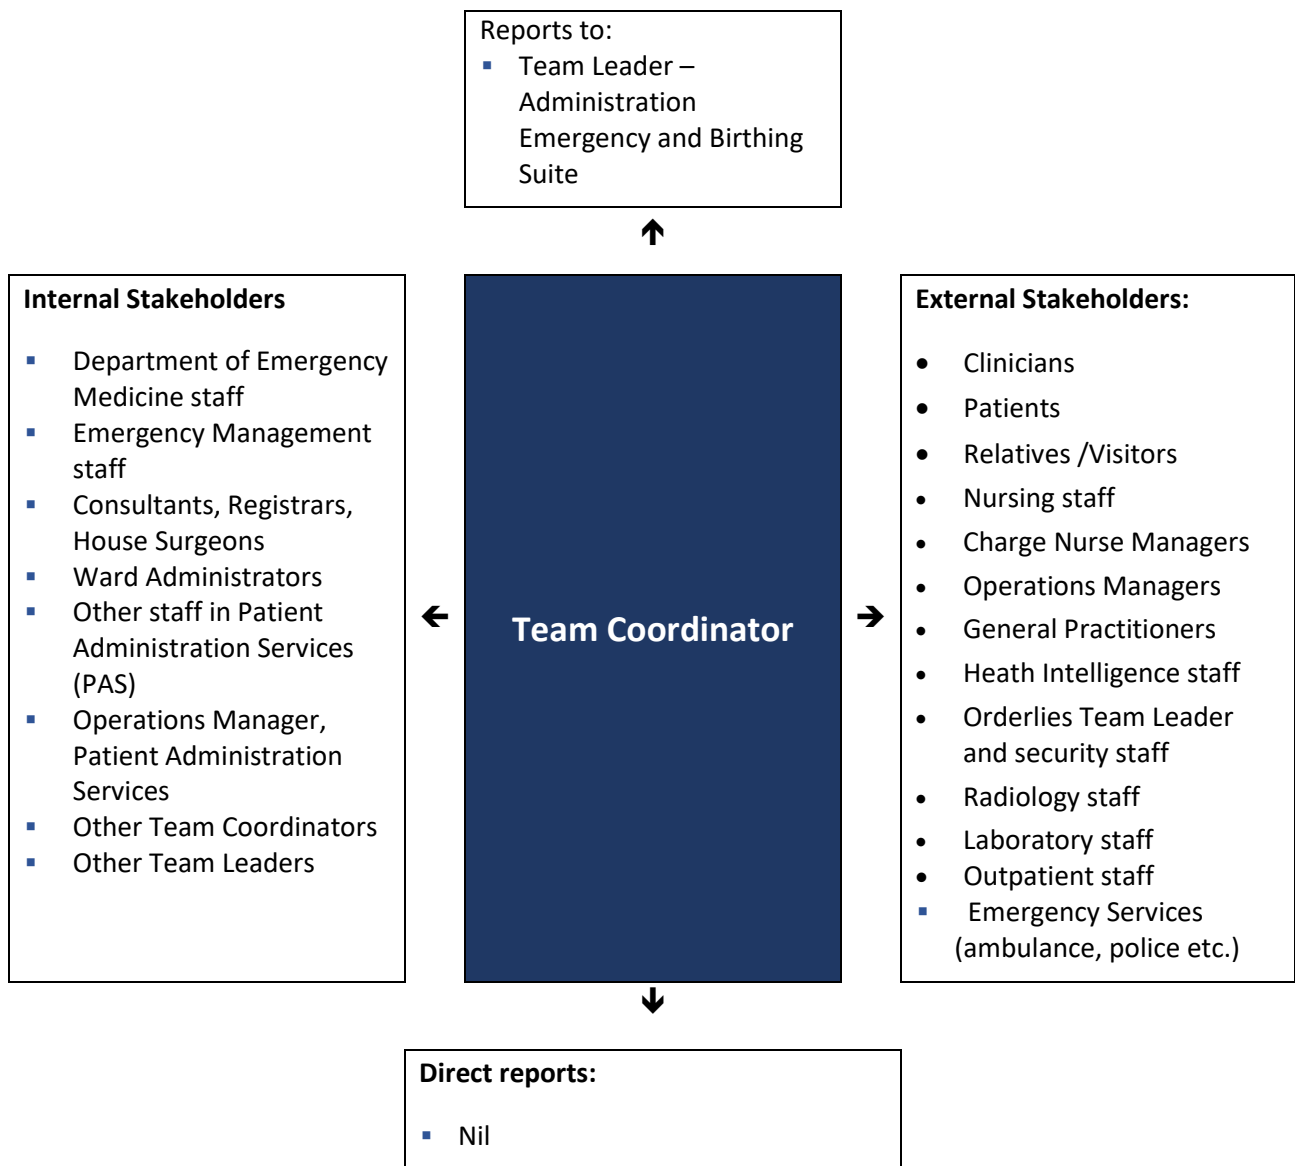 Reports to:
▪ Team Leader –
Administration
Emergency and Birthing
Suite
Internal Stakeholders
▪ Department of Emergency
Medicine staff
▪ Emergency Management
staff
▪ Consultants, Registrars,
House Surgeons
▪ Ward Administrators
▪ Other staff in Patient
Administration Services
(PAS)
▪ Operations Manager,
Patient Administration
Services
▪ Other Team Coordinators
▪ Other Team Leaders
Team Coordinator
External Stakeholders:
• Clinicians
• Patients
• Relatives /Visitors
• Nursing staff
• Charge Nurse Managers
• Operations Managers
• General Practitioners
• Heath Intelligence staff
• Orderlies Team Leader
and security staff
• Radiology staff
• Laboratory staff
• Outpatient staff
▪ Emergency Services
(ambulance, police etc.)
Direct reports:
▪ Nil